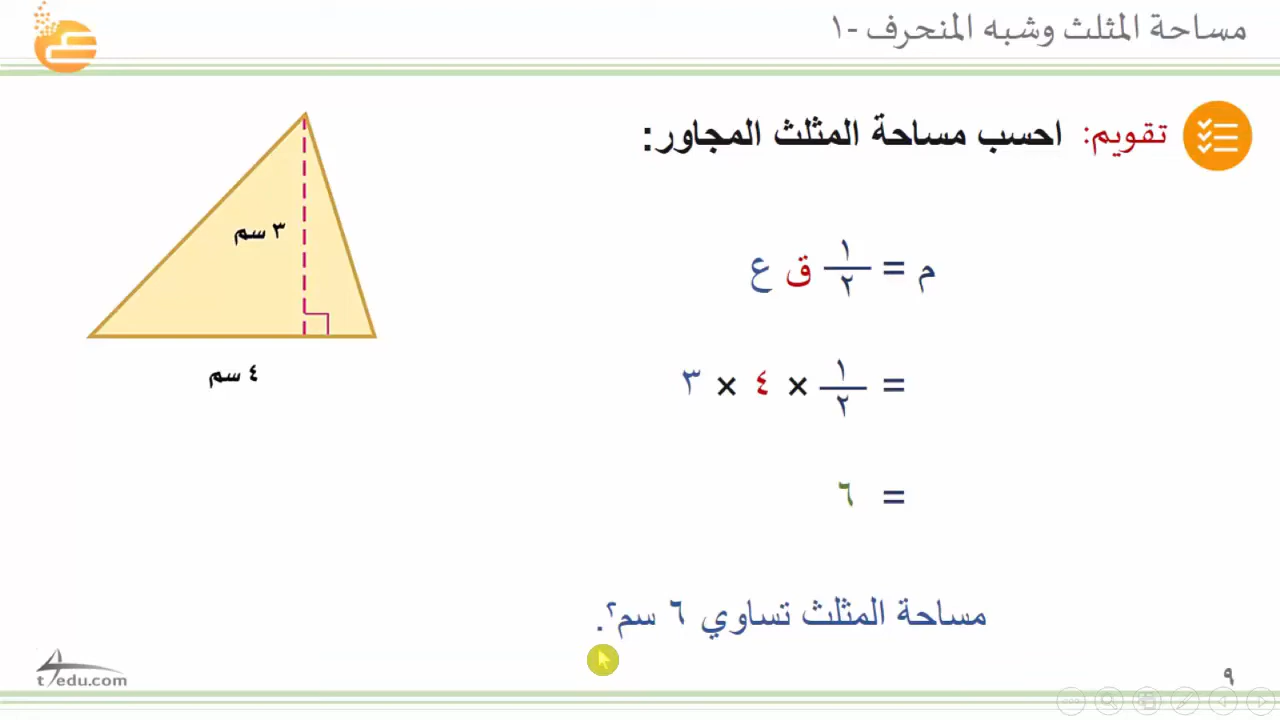 مساحة المثلث وشبه المنحرف -١
تقويم: احسب مساحة المثلث المجاور:
٣ سم
٤ سم
م = ١/٢ ق ع
= ١/٢ × ٤ × ٣
= ٦
مساحة المثلث تساوي ٦ سم٢.
t4edu.com
٩